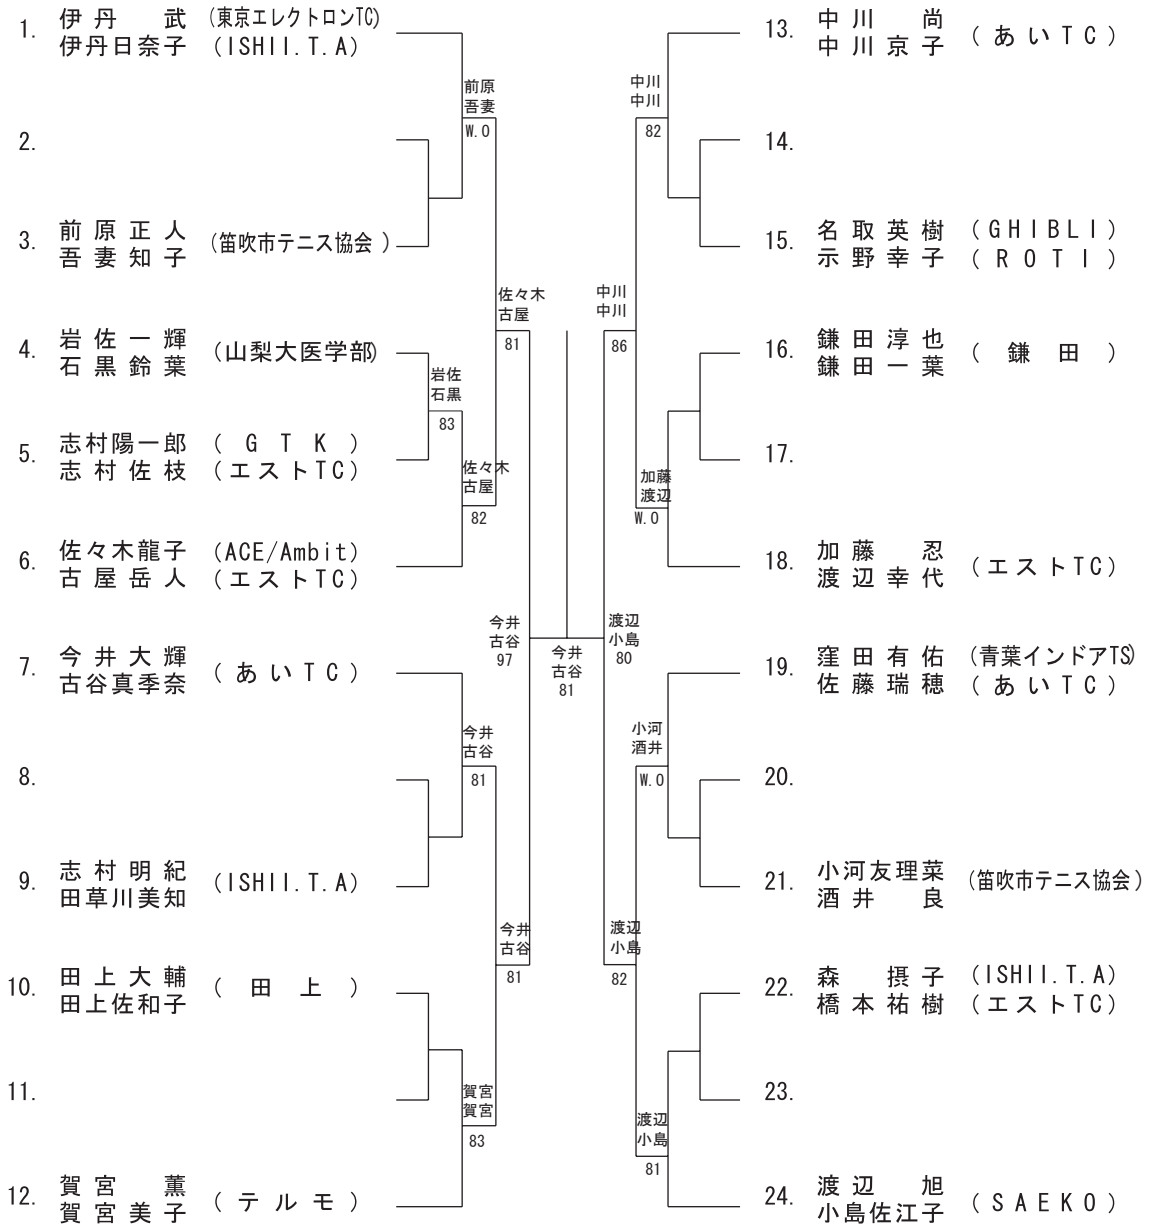 1. 伊丹 武 (東京エレクトロンTC)
伊丹日奈子 (ISHII.T.A)
2.
3. 前原正人 (笛吹市テニス協会)
吾妻知子
4. 岩佐一輝 (山梨大医学部)
石黒鈴葉
5. 志村陽一郎 (GTK)
志村佐枝 (エストTC)
6. 佐々木龍子 (ACE/Ambit)
古屋岳人 (エストTC)
7. 今井大輝 (あいTC)
古谷真季奈
8.
9. 志村明紀 (ISHII.T.A)
田草川美知
10. 田上大輔 (田上)
田上佐和子
11.
12. 賀宮 薫 (テルモ)
賀宮美子
前原
吾妻
W.O
岩佐
石黒
83
佐々木
古屋
82
佐々木
古屋
81
今井
古谷
81
賀宮
賀宮
83
今井
古谷
81
今井
古谷
97
今井
古谷
81
渡辺
小島
80
中川
中川
86
中川
中川
82
加藤
渡辺
W.O
小河
酒井
W.O
渡辺
小島
82
渡辺
小島
81
13. 中川 尚 (あいTC)
中川京子
14.
15. 名取英樹 (GHIBLI)
示野幸子 (ROTI)
16. 鎌田淳也 (鎌田)
鎌田一葉
17.
18. 加藤 忍 (エストTC)
渡辺幸代
19. 窪田有佑 (青葉インドアTS)
佐藤瑞穂 (あいTC)
20.
21. 小河友理菜 (笛吹市テニス協会)
酒井 良
22. 森 摂子 (ISHII.T.A)
橋本祐樹 (エストTC)
23.
24. 渡辺 旭 (SAEKO)
小島佐江子